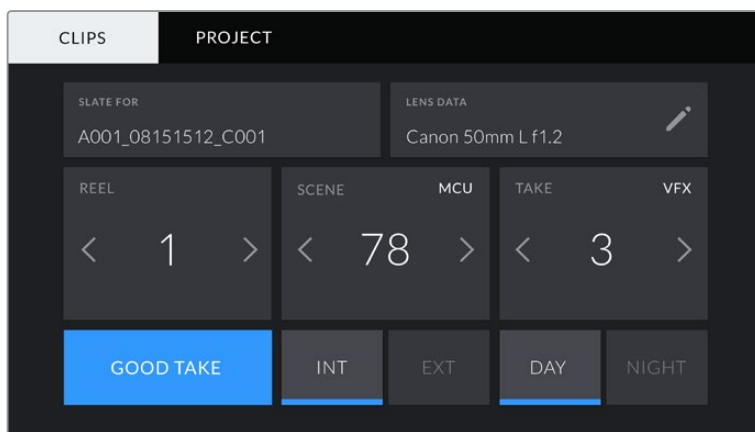 CLIPS PROJECT
SLATE FOR LENS DATA
A001_08151512_C001 Canon 50mm L f1.2
REEL SCENE MCU TAKE VFX
< 1 > < 78 > < 3 >
GOOD TAKE INT EXT DAY NIGHT